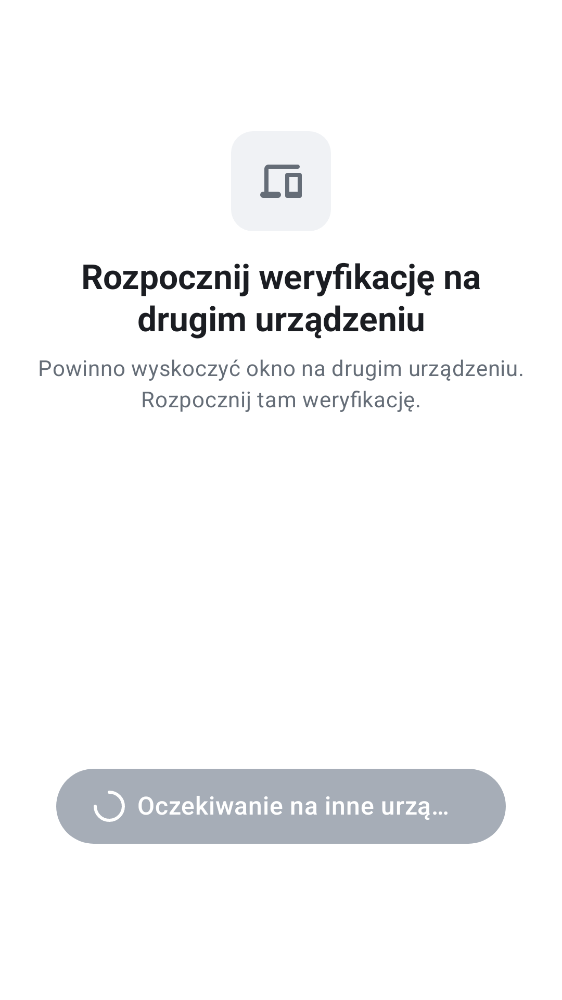 Rozpocznij weryfikację na
drugim urządzeniu
Powinno wyskoczyć okno na drugim urządzeniu.
Rozpocznij tam weryfikację.
Oczekiwanie na inne urzą…